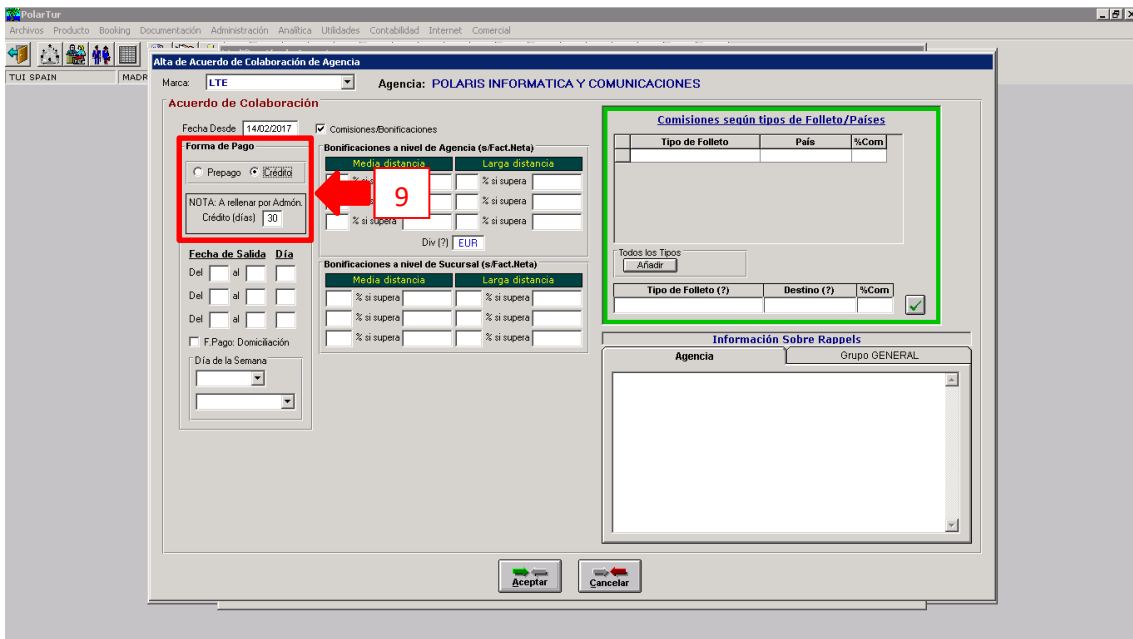 PolarTur
Archivos Producto Booking Documentación Administración Analítica Utilidades Contabilidad Internet Comercial
TUI SPAIN MADR
Alta de Acuerdo de Colaboración de Agencia
Marca: LTE Agencia: POLARIS INFORMATICA Y COMUNICACIONES
Acuerdo de Colaboración
Fecha Desde 14/02/2017 Comisiones/Bonificaciones
Forma de Pago
Prepago Crédito
NOTA: A rellenar por Admón.
Crédito (días) 30
9
Fecha de Salida Día
Del al
Del al
Del al
F.Pago: Domiciliación
Día de la Semana
Bonificaciones a nivel de Agencia (s/Fact.Neta)
Media distancia Larga distancia
% si supera
% si supera
% si supera % si supera
Div (?) EUR
Bonificaciones a nivel de Sucursal (s/Fact.Neta)
Media distancia Larga distancia
% si supera % si supera
% si supera % si supera
% si supera % si supera
Comisiones según tipos de Folleto/Países
Tipo de Folleto País %Com
Todos los Tipos
Añadir
Tipo de Folleto (?) Destino (?) %Com
Información Sobre Rappels
Agencia Grupo GENERAL
Aceptar Cancelar